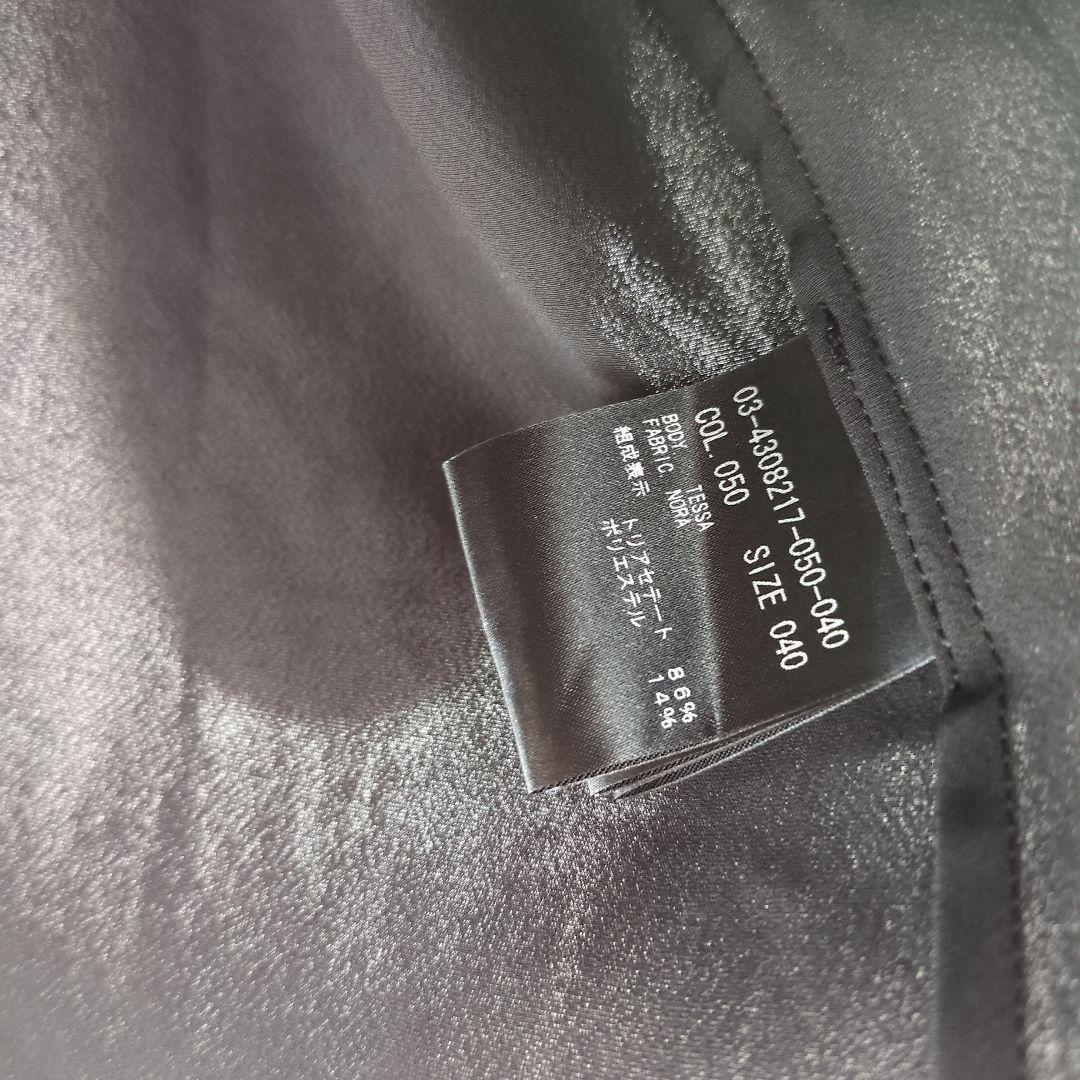 03-4308217-050-040
COL.050 SIZE 040
BODY TESSA
FABRIC NORA
組成表示
トリアセテート 86%
ポリエステル 14%